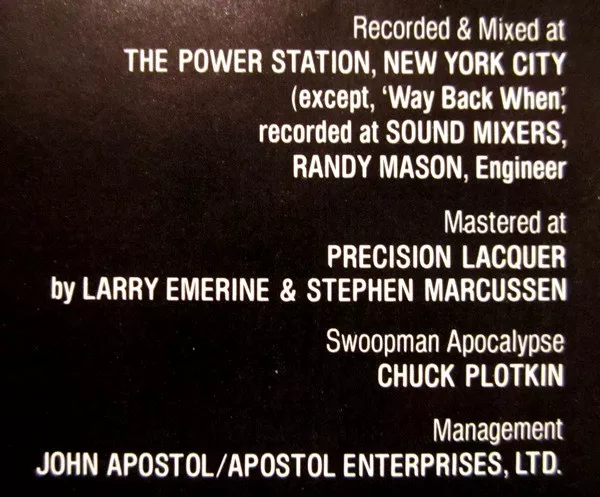 Recorded & Mixed at
THE POWER STATION, NEW YORK CITY
(except, 'Way Back When,'
recorded at SOUND MIXERS,
RANDY MASON, Engineer
Mastered at
PRECISION LACQUER
by LARRY EMERINE & STEPHEN MARCUSSEN
Swoopman Apocalypse
CHUCK PLOTKIN
Management
JOHN APOSTOL/APOSTOL ENTERPRISES, LTD.